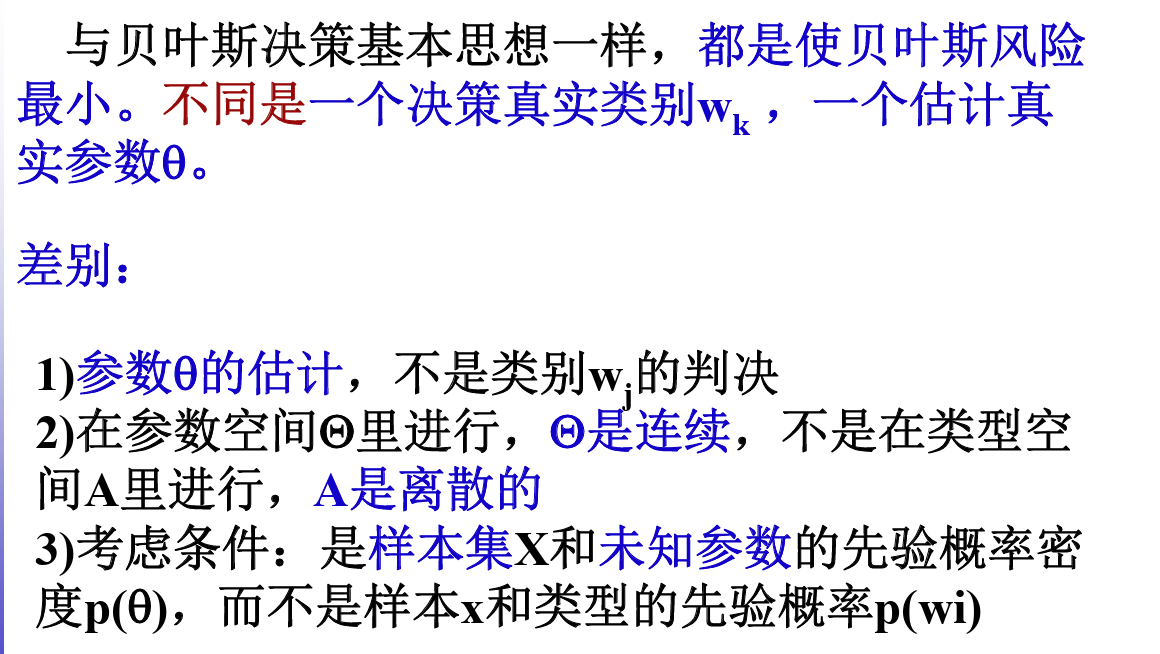 与贝叶斯决策基本思想一样，都是使贝叶斯风险
最小。不同是一个决策真实类别wk ，一个估计真
实参数θ。
差别：
1)参数θ的估计，不是类别wj的判决
2)在参数空间Θ里进行，Θ是连续，不是在类型空
间A里进行，A是离散的
3)考虑条件：是样本集X和未知参数的先验概率密
度p(θ)，而不是样本x和类型的先验概率p(wi)